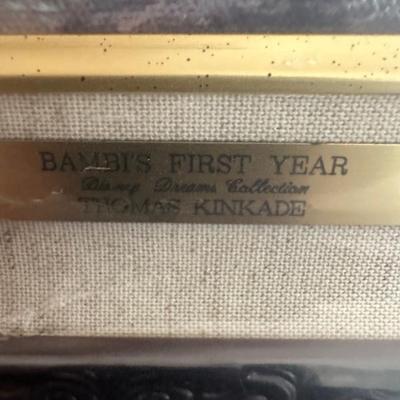 BAMBI'S FIRST YEAR
Disney Dreams Collection
THOMAS KINKADE